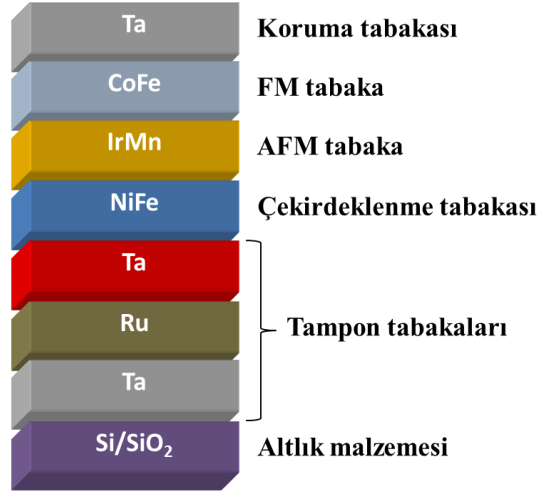 Ta Koruma tabakası
CoFe FM tabaka
IrMn AFM tabaka
NiFe Çekirdeklenme tabakası
Ta
Ru Tampon tabakaları
Ta
Si/SiO₂ Altlık malzemesi